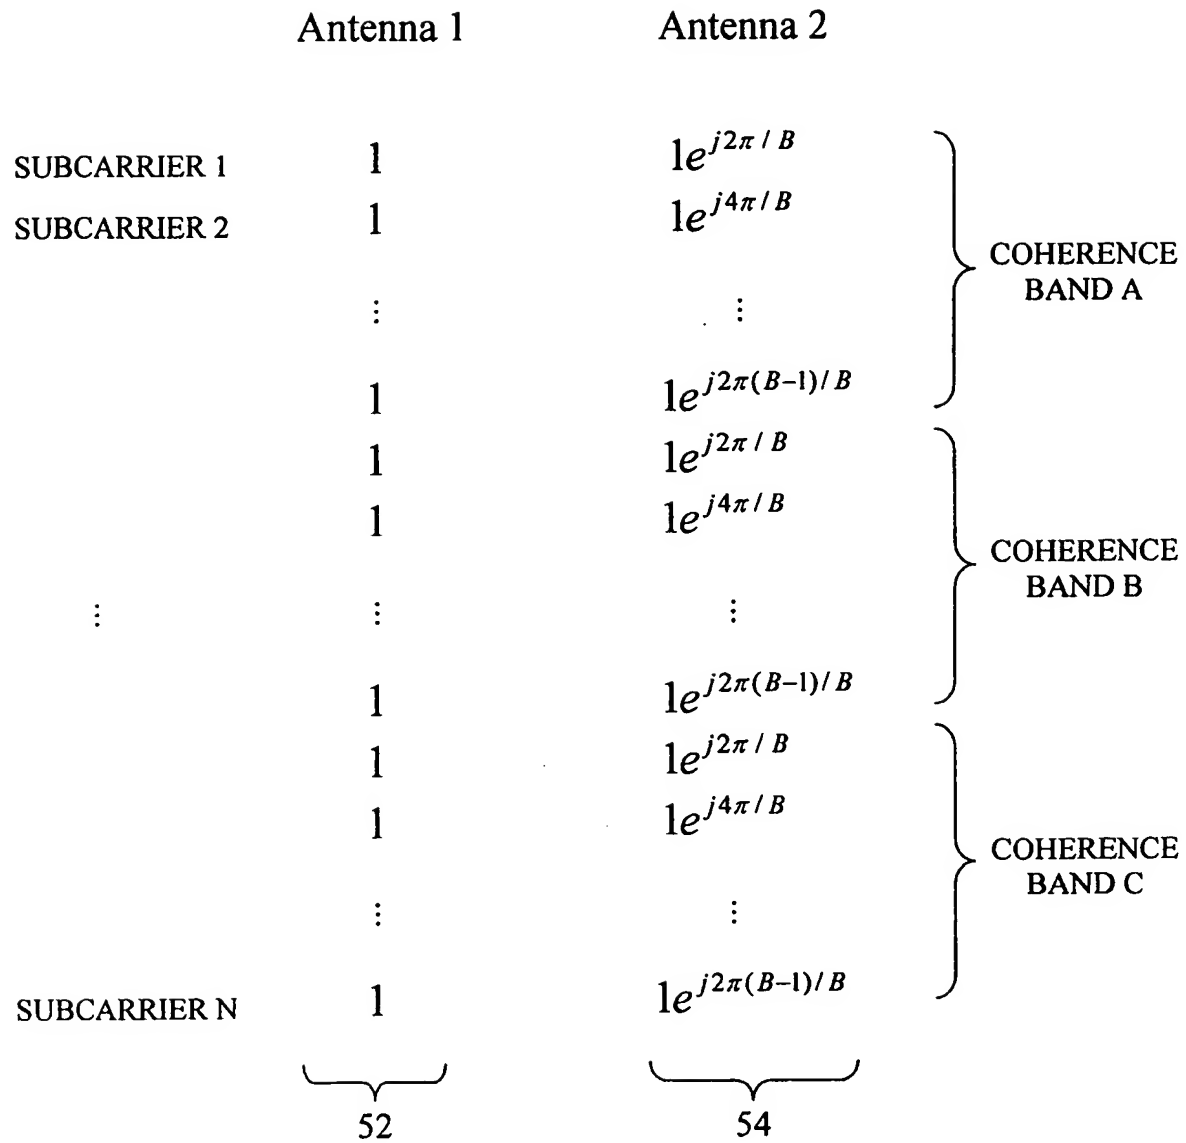 Antenna 1 Antenna 2
SUBCARRIER 1 1 1e^{j2π / B}
SUBCARRIER 2 1 1e^{j4π / B}
COHERENCE
BAND A
⋮ ⋮
1 1e^{j2π(B−1) / B}
1 1e^{j2π / B}
1 1e^{j4π / B}
COHERENCE
BAND B
⋮ ⋮ ⋮
1 1e^{j2π(B−1) / B}
1 1e^{j2π / B}
1 1e^{j4π / B}
COHERENCE
BAND C
⋮ ⋮
SUBCARRIER N 1 1e^{j2π(B−1) / B}
52 54